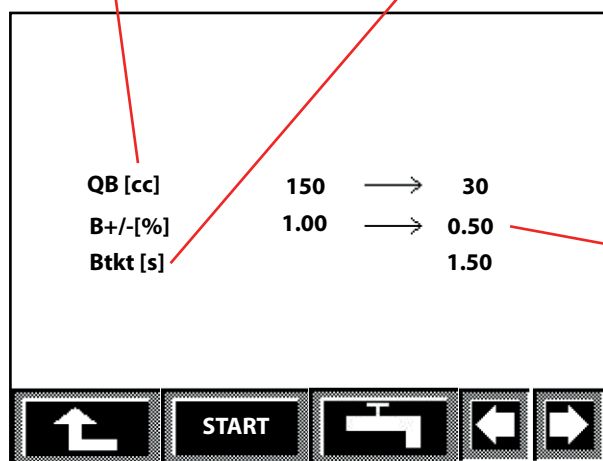 QB [cc] 150 → 30
B+/-[%] 1.00 → 0.50
Btkt [s] 1.50
START